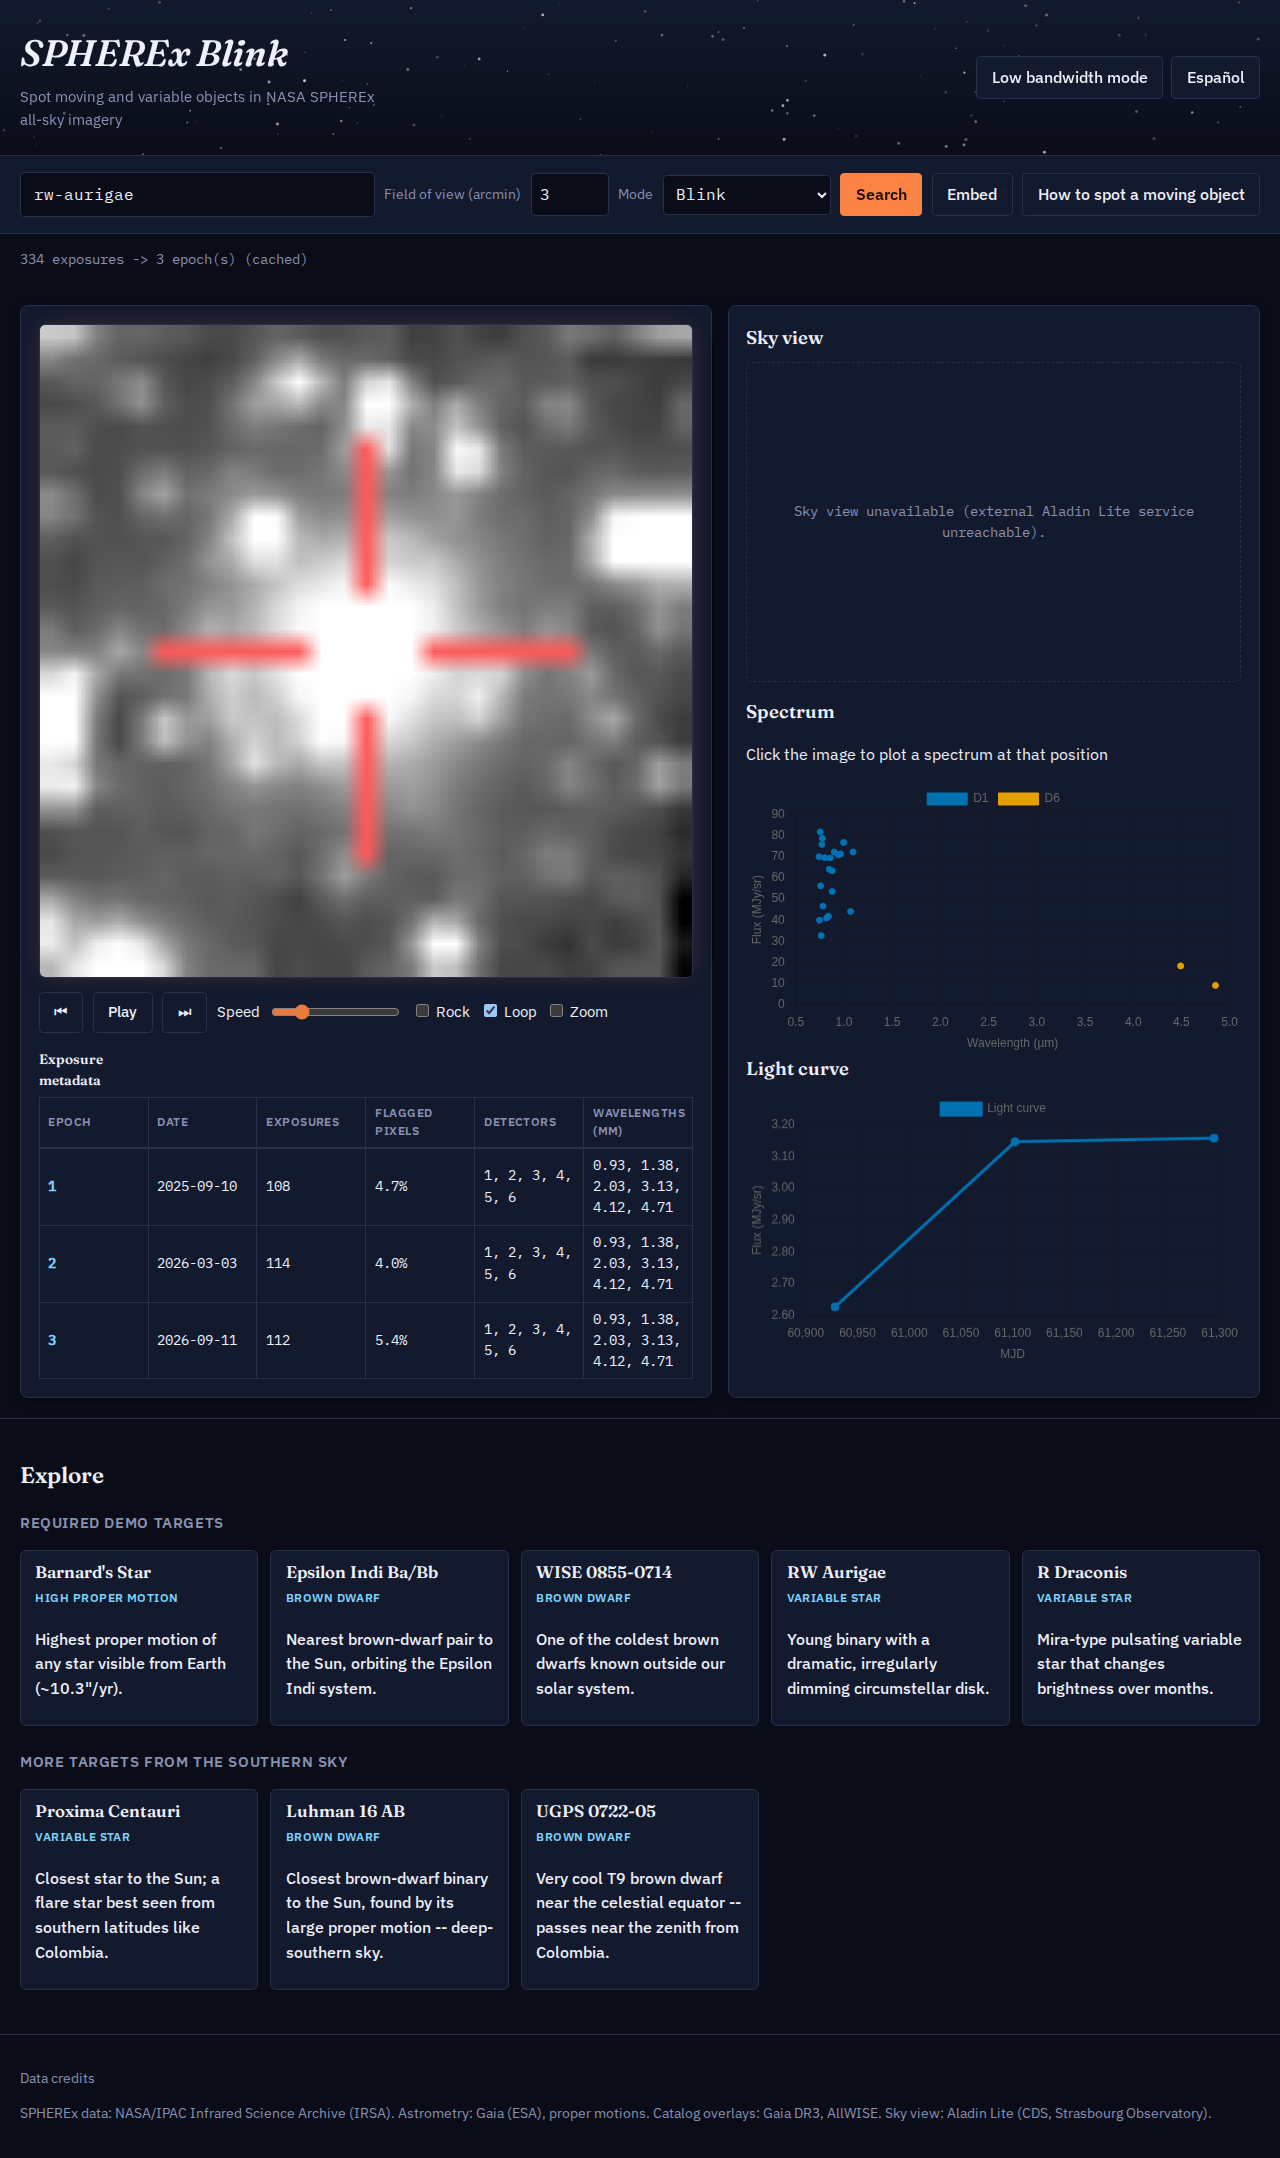 SPHEREx Blink
Spot moving and variable objects in NASA SPHEREx
all-sky imagery
Low bandwidth mode
Español
rw-aurigae
Field of view (arcmin)
3
Mode
Blink
Search
Embed
How to spot a moving object
334 exposures -> 3 epoch(s) (cached)
⏮
Play
⏭
Speed
Rock
Loop
Zoom
Exposure
metadata
EPOCH DATE EXPOSURES FLAGGED PIXELS DETECTORS WAVELENGTHS (MM)
1 2025-09-10 108 4.7% 1, 2, 3, 4, 5, 6 0.93, 1.38, 2.03, 3.13, 4.12, 4.71
2 2026-03-03 114 4.0% 1, 2, 3, 4, 5, 6 0.93, 1.38, 2.03, 3.13, 4.12, 4.71
3 2026-09-11 112 5.4% 1, 2, 3, 4, 5, 6 0.93, 1.38, 2.03, 3.13, 4.12, 4.71
Sky view
Sky view unavailable (external Aladin Lite service
unreachable).
Spectrum
Click the image to plot a spectrum at that position
D1 D6
Flux (MJy/sr)
90
80
70
60
50
40
30
20
10
0
0.5 1.0 1.5 2.0 2.5 3.0 3.5 4.0 4.5 5.0
Wavelength (µm)
Light curve
Light curve
Flux (MJy/sr)
3.20
3.10
3.00
2.90
2.80
2.70
2.60
60,900 60,950 61,000 61,050 61,100 61,150 61,200 61,250 61,300
MJD
Explore
REQUIRED DEMO TARGETS
Barnard's Star
HIGH PROPER MOTION
Highest proper motion of
any star visible from Earth
(~10.3"/yr).
Epsilon Indi Ba/Bb
BROWN DWARF
Nearest brown-dwarf pair to
the Sun, orbiting the Epsilon
Indi system.
WISE 0855-0714
BROWN DWARF
One of the coldest brown
dwarfs known outside our
solar system.
RW Aurigae
VARIABLE STAR
Young binary with a
dramatic, irregularly
dimming circumstellar disk.
R Draconis
VARIABLE STAR
Mira-type pulsating variable
star that changes
brightness over months.
MORE TARGETS FROM THE SOUTHERN SKY
Proxima Centauri
VARIABLE STAR
Closest star to the Sun; a
flare star best seen from
southern latitudes like
Colombia.
Luhman 16 AB
BROWN DWARF
Closest brown-dwarf binary
to the Sun, found by its
large proper motion -- deep-
southern sky.
UGPS 0722-05
BROWN DWARF
Very cool T9 brown dwarf
near the celestial equator --
passes near the zenith from
Colombia.
Data credits
SPHEREx data: NASA/IPAC Infrared Science Archive (IRSA). Astrometry: Gaia (ESA), proper motions. Catalog overlays: Gaia DR3, AllWISE. Sky view: Aladin Lite (CDS, Strasbourg Observatory).